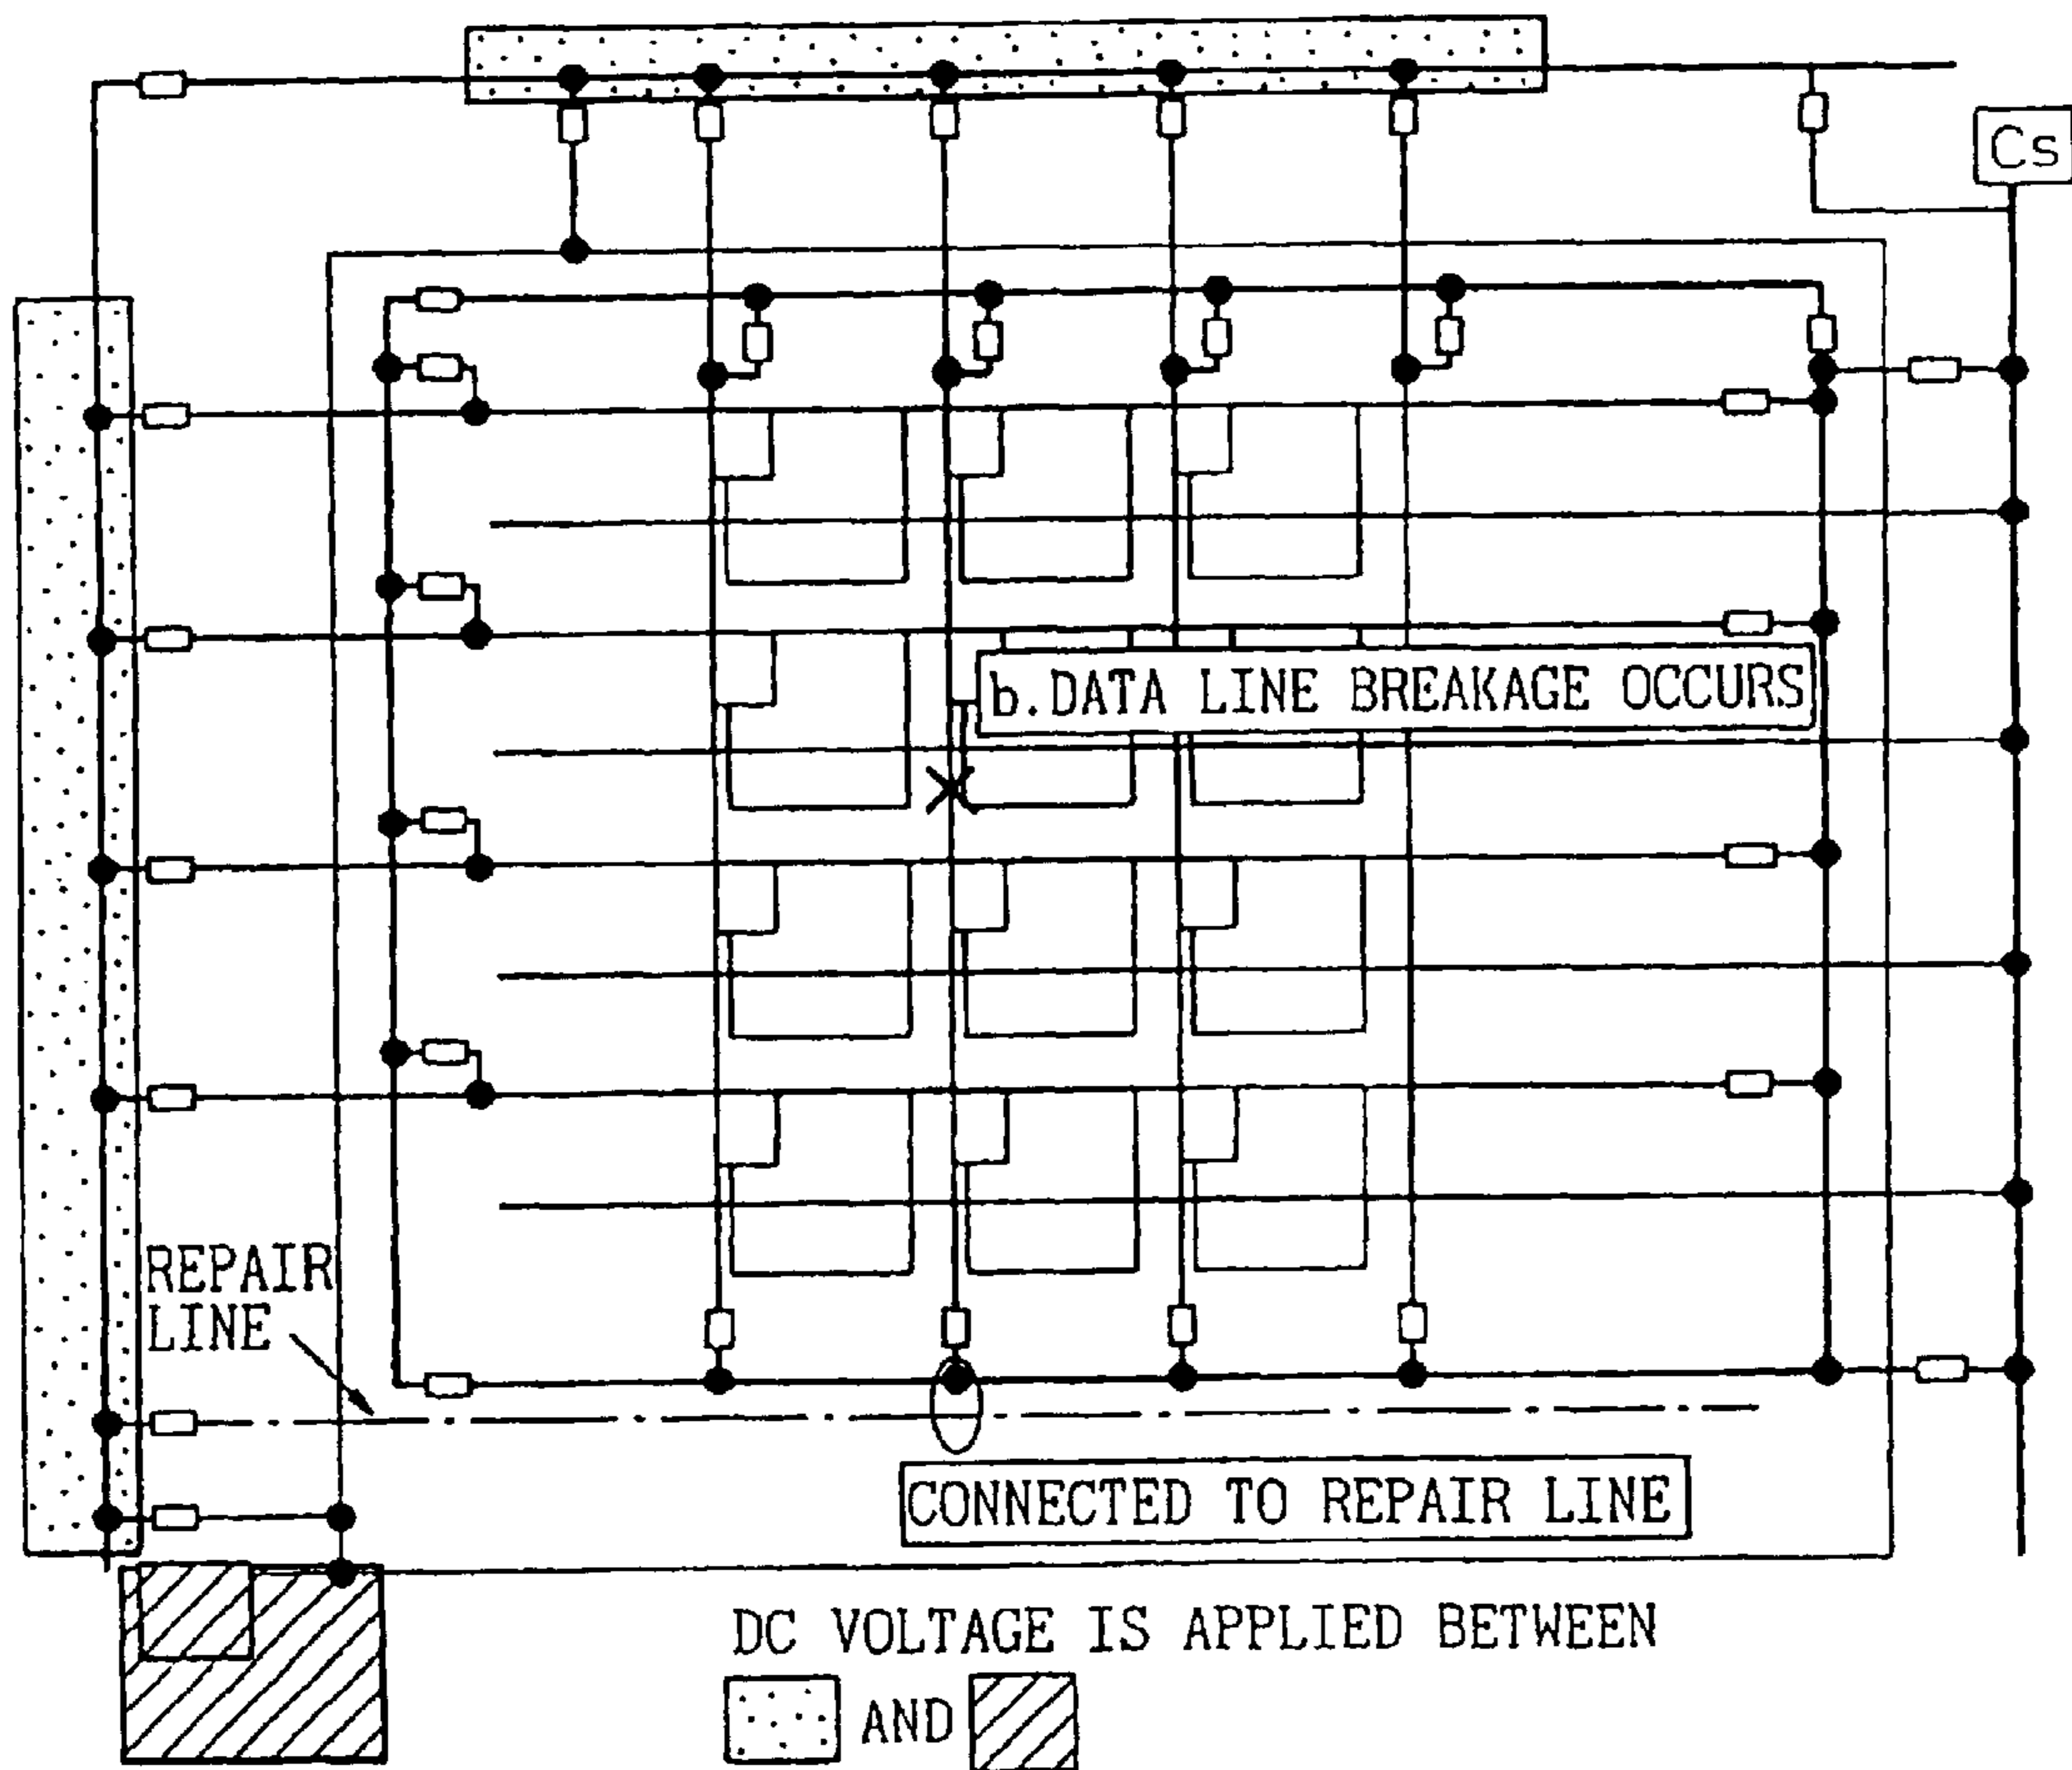 Cs
b.DATA LINE BREAKAGE OCCURS
REPAIR
LINE
CONNECTED TO REPAIR LINE
DC VOLTAGE IS APPLIED BETWEEN
AND